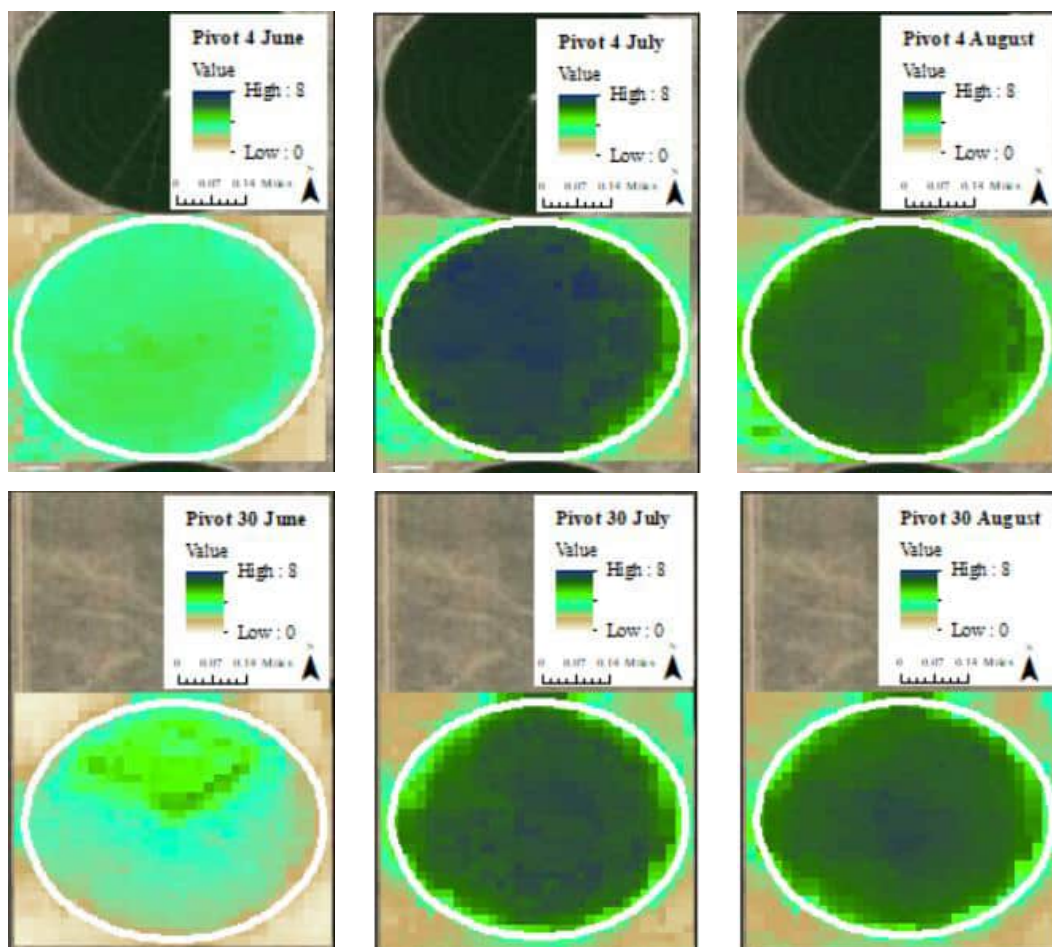 Pivot 4 June
Value
High : 8
Low : 0
0 0.07 0.14 Miles
N
Pivot 4 July
Value
High : 8
Low : 0
0 0.07 0.14 Miles
N
Pivot 4 August
Value
High : 8
Low : 0
0 0.07 0.14 Miles
N
Pivot 30 June
Value
High : 8
Low : 0
0 0.07 0.14 Miles
N
Pivot 30 July
Value
High : 8
Low : 0
0 0.07 0.14 Miles
N
Pivot 30 August
Value
High : 8
Low : 0
0 0.07 0.14 Miles
N